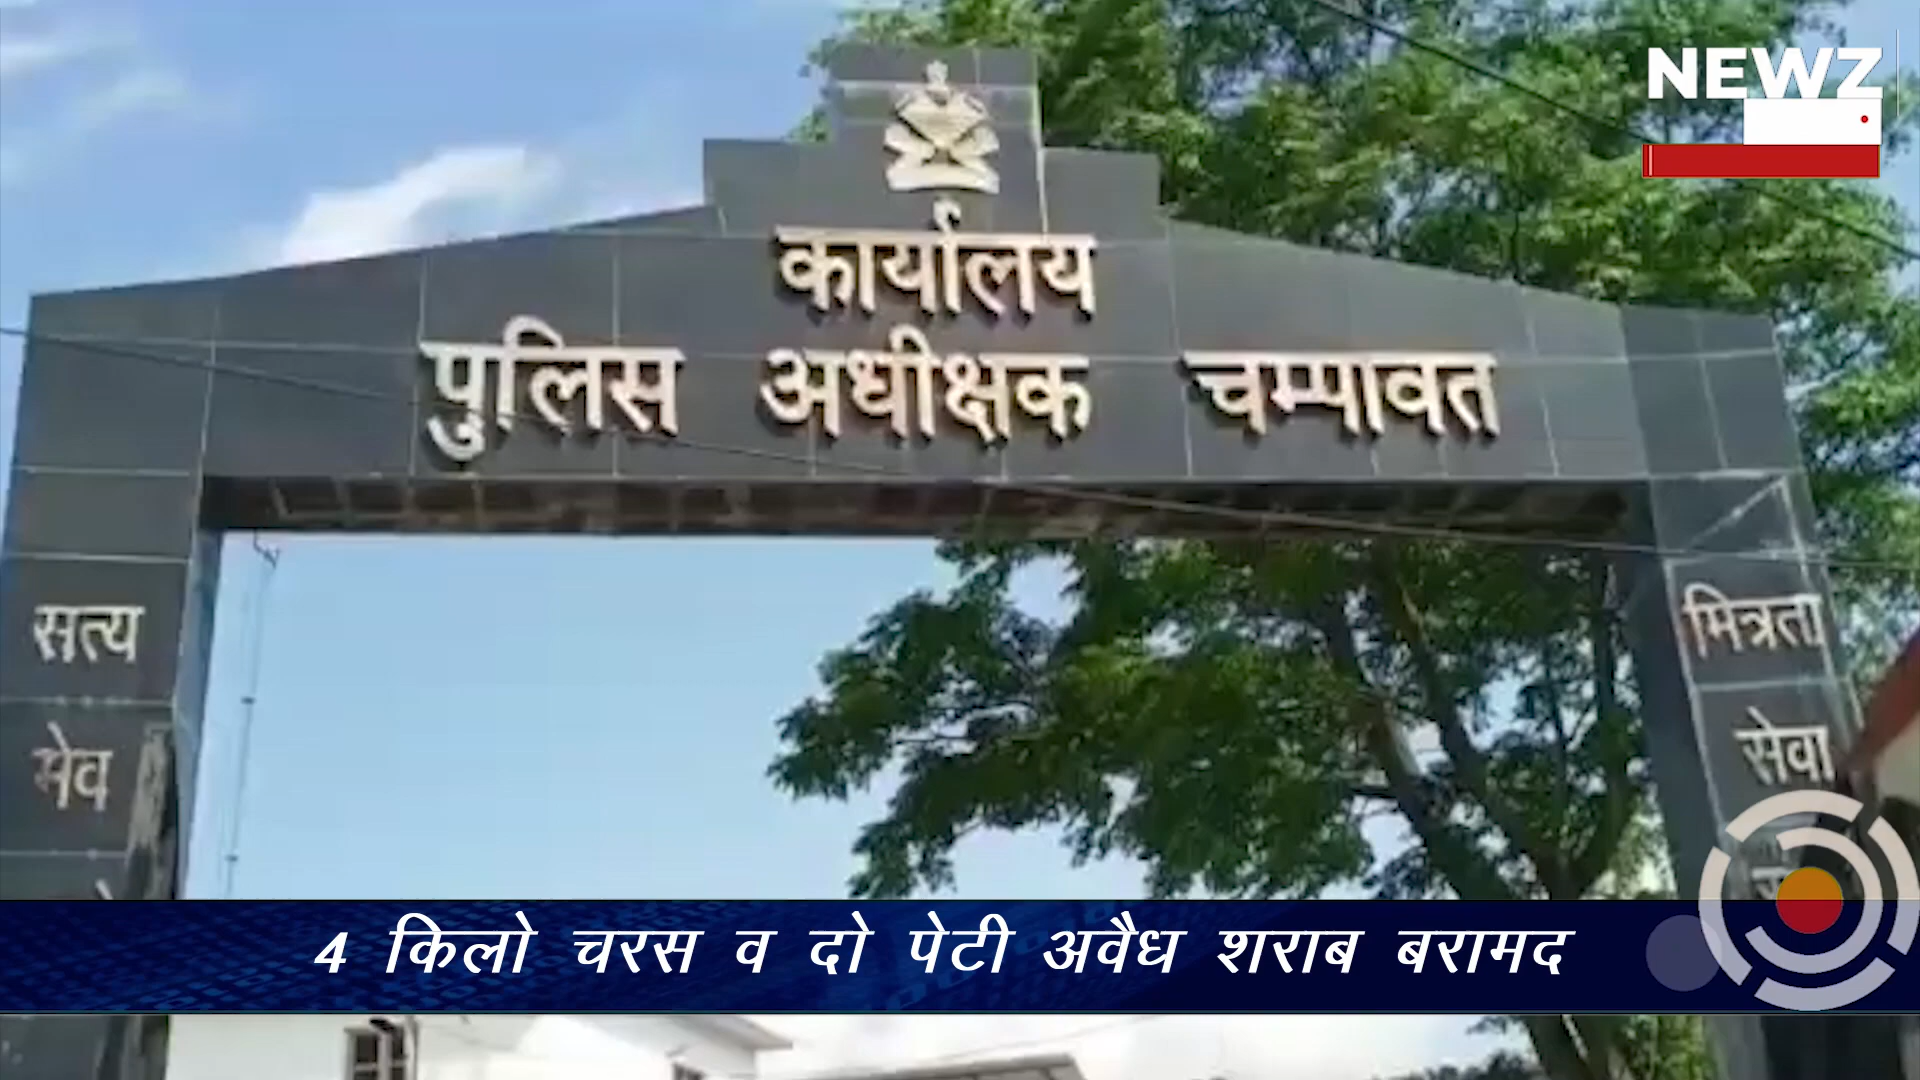 NEWZ
कार्यालय
पुलिस अधीक्षक चम्पावत
सत्य
मेव
मित्रता
सेवा
4 किलो चरस व दो पेटी अवैध शराब बरामद